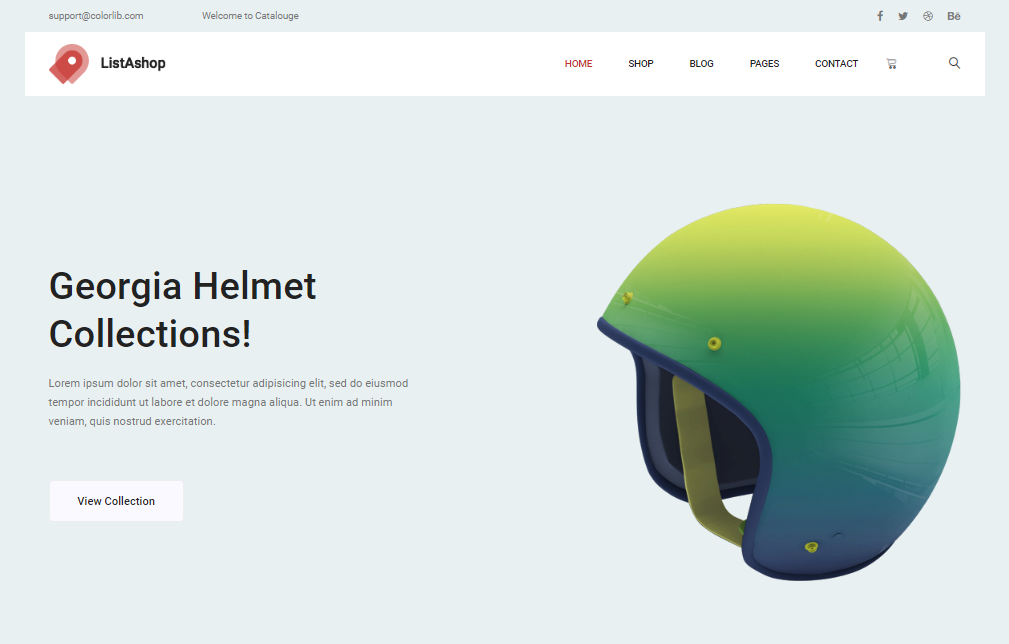 support@colorlib.com Welcome to Catalouge Bē
ListAshop HOME SHOP BLOG PAGES CONTACT
Georgia Helmet
Collections!
Lorem ipsum dolor sit amet, consectetur adipisicing elit, sed do eiusmod
tempor incididunt ut labore et dolore magna aliqua. Ut enim ad minim
veniam, quis nostrud exercitation.
View Collection